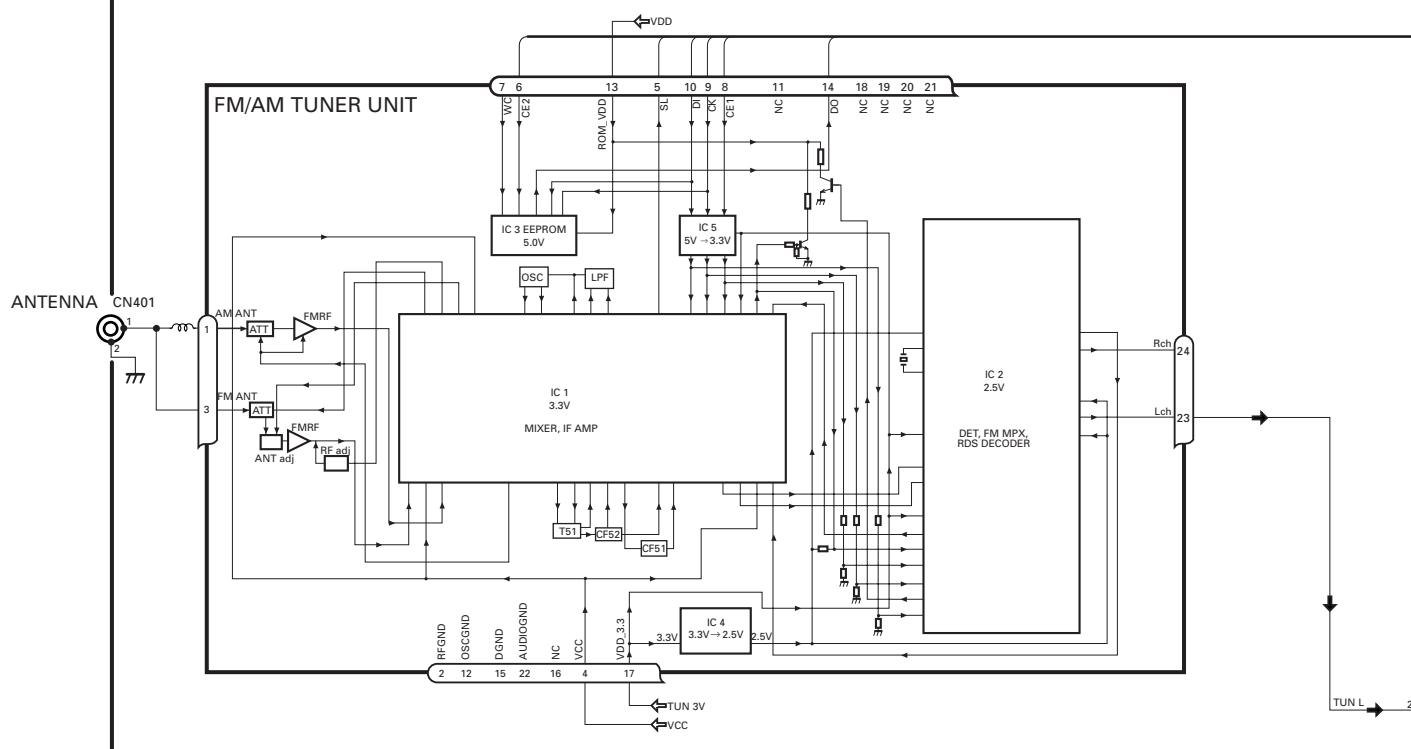 VDD
7 6 13 5 10 9 8 11 14 18 19 20 21
FM/AM TUNER UNIT
WC
CE2
ROM_VDD
SL
DI
CK
CE1
NC
DO
NC
NC
NC
NC
IC 3 EEPROM
5.0V
IC 5
5V → 3.3V
OSC
LPF
ANTENNA CN401
1
2
1
AM ANT
ATT
FMRF
3
FM ANT
ATT
FMRF
ANT adj
RF adj
IC 1
3.3V
MIXER, IF AMP
IC 2
2.5V
DET, FM MPX,
RDS DECODER
Rch
24
Lch
23
T51
CF52
CF51
RFGND
OSCGND
DGND
AUDIOGND
NC
VCC
VDD_3.3
3.3V
IC 4
3.3V → 2.5V
2.5V
2 12 15 22 16 4 17
TUN 3V
VCC
TUN L
2